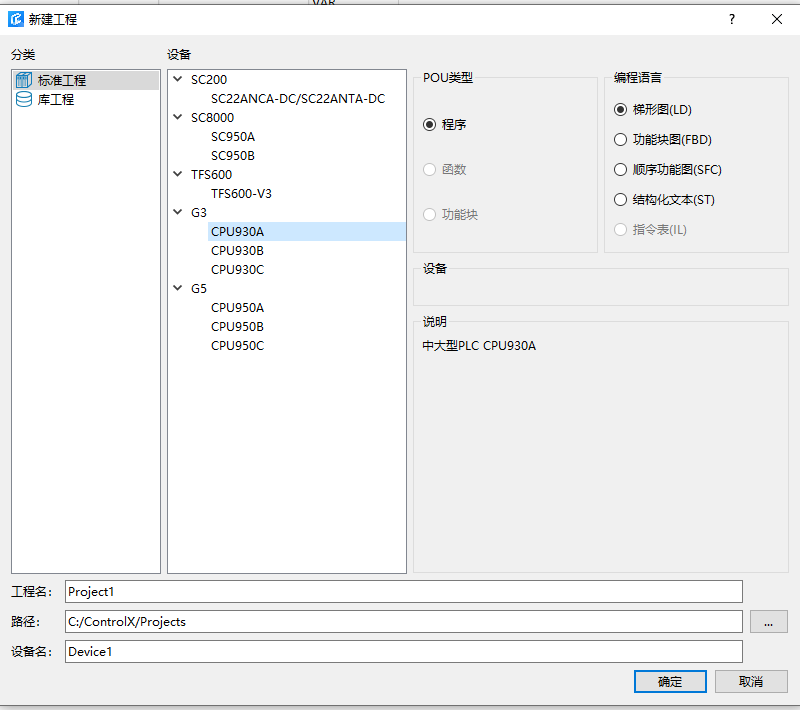 VAR
新建工程
?
分类
设备
标准工程
库工程
SC200
SC22ANCA-DC/SC22ANTA-DC
SC8000
SC950A
SC950B
TFS600
TFS600-V3
G3
CPU930A
CPU930B
CPU930C
G5
CPU950A
CPU950B
CPU950C
POU类型
程序
函数
功能块
编程语言
梯形图(LD)
功能块图(FBD)
顺序功能图(SFC)
结构化文本(ST)
指令表(IL)
设备
说明
中大型PLC CPU930A
工程名: Project1
路径: C:/ControlX/Projects ...
设备名: Device1
确定 取消